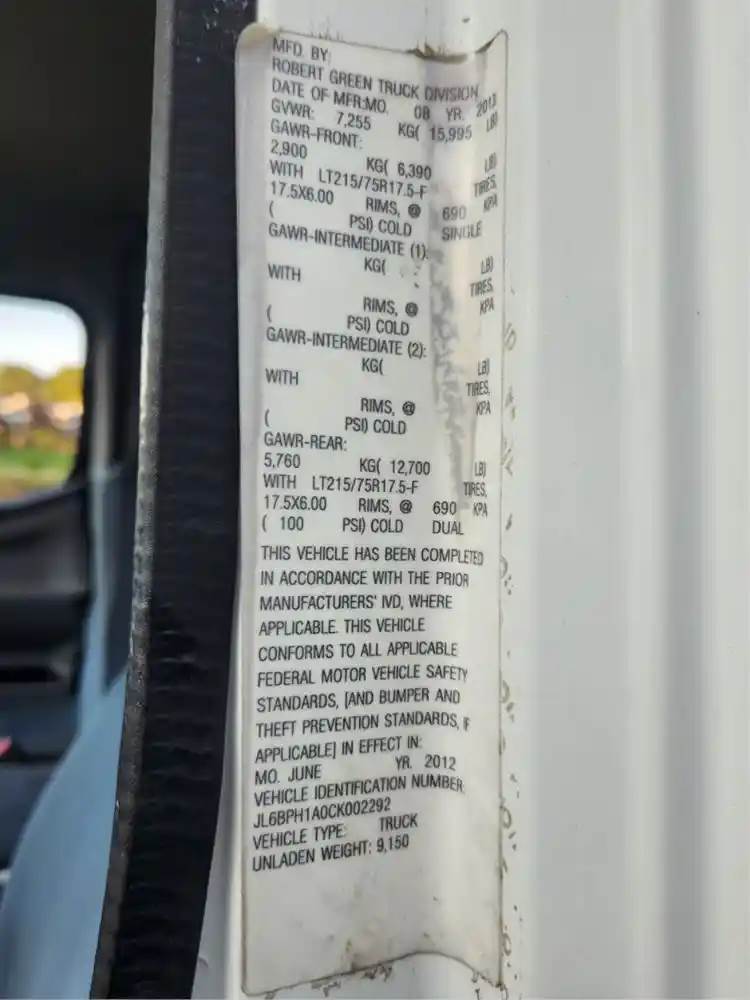 MFD. BY:
ROBERT GREEN TRUCK DIVISION
DATE OF MFR:MO. 08 YR. 2013
GVWR: 7,255 KG( 15,995 LB)
GAWR-FRONT:
2,900 KG( 6,390 LB)
WITH LT215/75R17.5-F TIRES,
17.5X6.00 RIMS, @ 690 KPA
( PSI) COLD SINGLE
GAWR-INTERMEDIATE (1):
KG( LB)
WITH TIRES,
RIMS, @ KPA
( PSI) COLD
GAWR-INTERMEDIATE (2):
KG( LB)
WITH TIRES,
RIMS, @ KPA
( PSI) COLD
GAWR-REAR:
5,760 KG( 12,700 LB)
WITH LT215/75R17.5-F TIRES,
17.5X6.00 RIMS, @ 690 KPA
( 100 PSI) COLD DUAL
THIS VEHICLE HAS BEEN COMPLETED
IN ACCORDANCE WITH THE PRIOR
MANUFACTURERS' IVD, WHERE
APPLICABLE. THIS VEHICLE
CONFORMS TO ALL APPLICABLE
FEDERAL MOTOR VEHICLE SAFETY
STANDARDS, [AND BUMPER AND
THEFT PREVENTION STANDARDS, IF
APPLICABLE] IN EFFECT IN:
MO. JUNE YR. 2012
VEHICLE IDENTIFICATION NUMBER:
JL6BPH1A0CK002292
VEHICLE TYPE: TRUCK
UNLADEN WEIGHT: 9,150